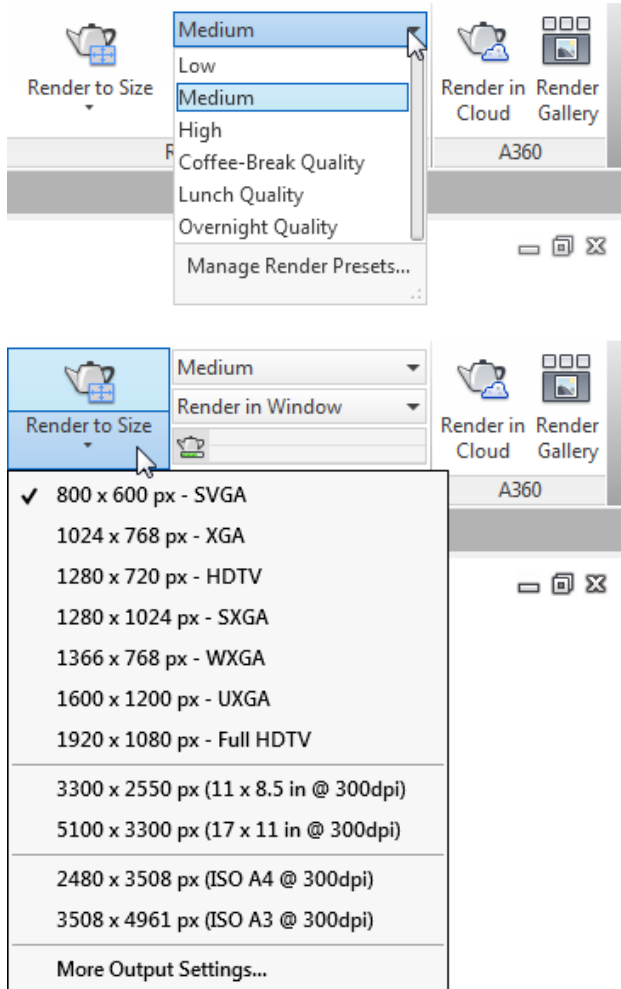 Medium
Render to Size
Low
Medium
High
Coffee-Break Quality
Lunch Quality
Overnight Quality
Manage Render Presets...
Render in
Cloud
Render
Gallery
A360
Medium
Render in Window
Render to Size
Render in
Cloud
Render
Gallery
A360
800 x 600 px - SVGA
1024 x 768 px - XGA
1280 x 720 px - HDTV
1280 x 1024 px - SXGA
1366 x 768 px - WXGA
1600 x 1200 px - UXGA
1920 x 1080 px - Full HDTV
3300 x 2550 px (11 x 8.5 in @ 300dpi)
5100 x 3300 px (17 x 11 in @ 300dpi)
2480 x 3508 px (ISO A4 @ 300dpi)
3508 x 4961 px (ISO A3 @ 300dpi)
More Output Settings...